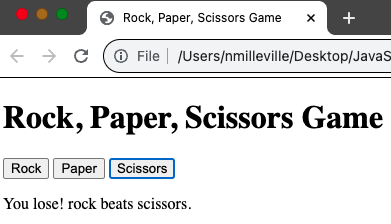 Rock, Paper, Scissors Game
File /Users/nmilleville/Desktop/JavaS
Rock, Paper, Scissors Game
Rock Paper Scissors
You lose! rock beats scissors.